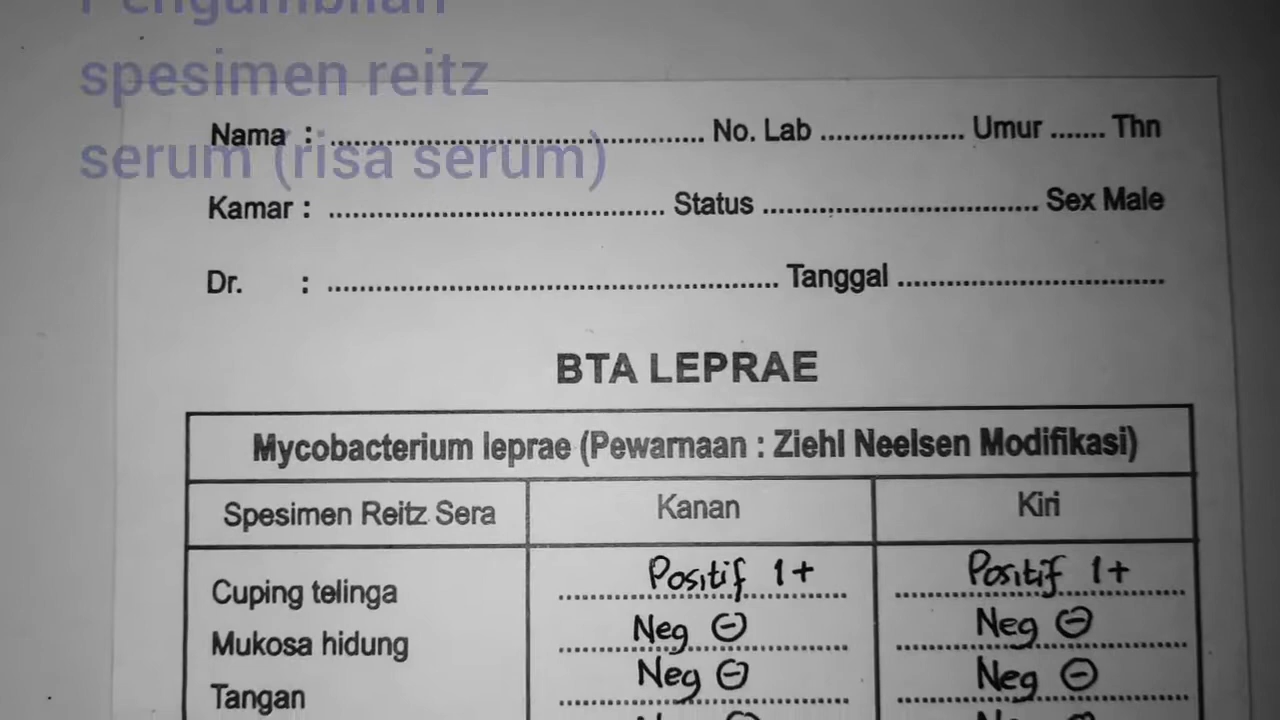 Pengambilan
spesimen reitz
serum (risa serum)
Nama : ............................................... No. Lab .................. Umur ....... Thn
Kamar : .......................................... Status ................................... Sex Male
Dr. : ......................................................... Tanggal ..................................
BTA LEPRAE
Mycobacterium leprae (Pewarnaan : Ziehl Neelsen Modifikasi)
Spesimen Reitz Sera Kanan Kiri
Cuping telinga Positif 1+ Positif 1+
Mukosa hidung Neg ⊖ Neg ⊖
Tangan Neg ⊖ Neg ⊖